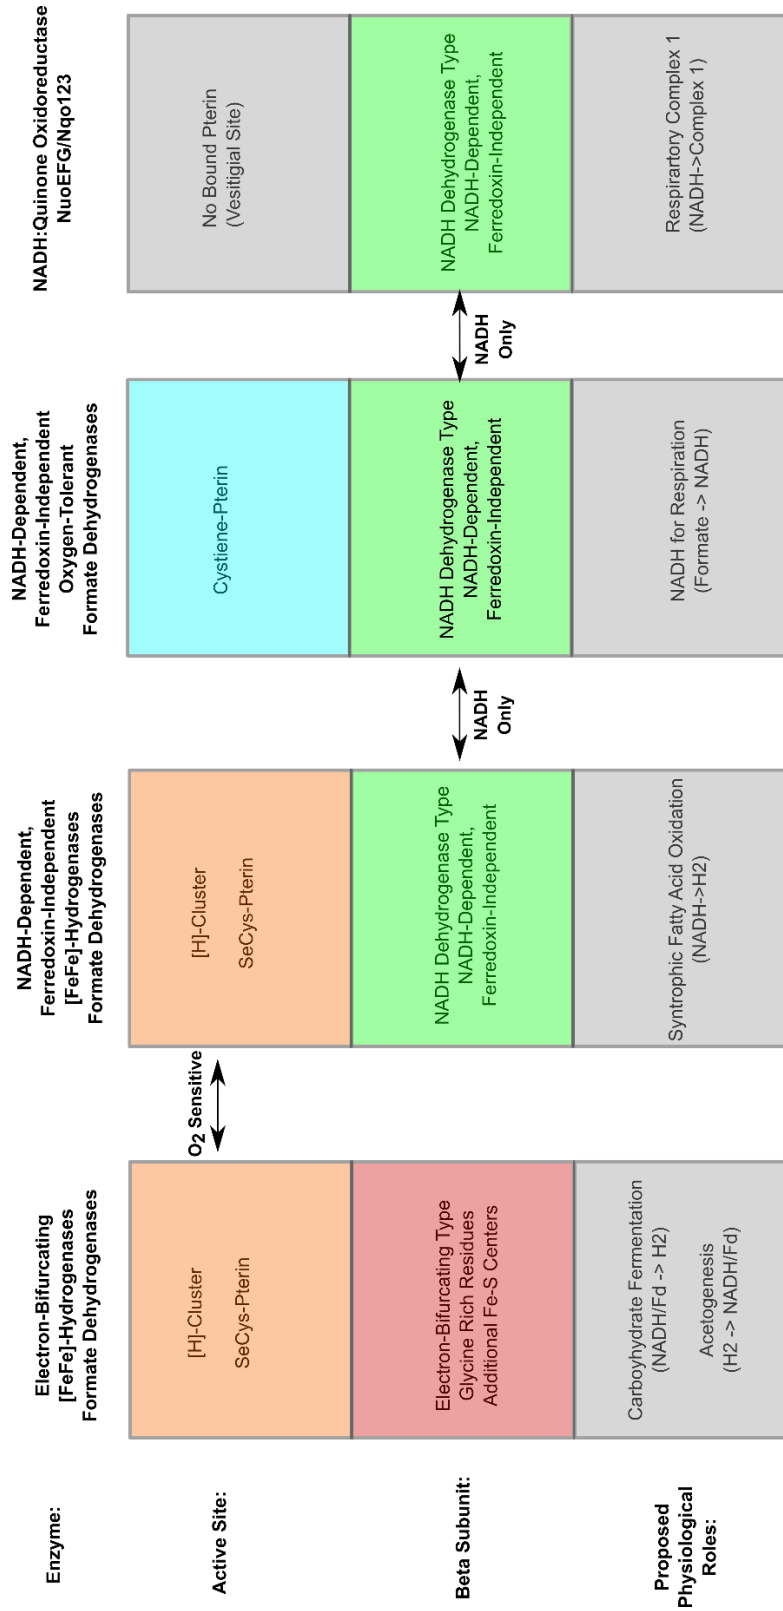 Enzyme:
Electron-Bifurcating
[FeFe]-Hydrogenases
Formate Dehydrogenases
NADH-Dependent,
Ferredoxin-Independent
[FeFe]-Hydrogenases
Formate Dehydrogenases
NADH-Dependent,
Ferredoxin-Independent
Oxygen-Tolerant
Formate Dehydrogenases
NADH:Quinone Oxidoreductase
NuoEFG/Nqo123
Active Site:
[H]-Cluster
SeCys-Pterin
O2 Sensitive
[H]-Cluster
SeCys-Pterin
Cystiene-Pterin
No Bound Pterin
(Vesitigial Site)
Beta Subunit:
Electron-Bifurcating Type
Glycine Rich Residues
Additional Fe-S Centers
NADH Dehydrogenase Type
NADH-Dependent,
Ferredoxin-Independent
NADH
Only
NADH Dehydrogenase Type
NADH-Dependent,
Ferredoxin-Independent
NADH
Only
NADH Dehydrogenase Type
NADH-Dependent,
Ferredoxin-Independent
Proposed
Physiological
Roles:
Carboyhydrate Fermentation
(NADH/Fd -> H2)
Acetogenesis
(H2 -> NADH/Fd)
Syntrophic Fatty Acid Oxidation
(NADH->H2)
NADH for Respiration
(Formate -> NADH)
Respirartory Complex 1
(NADH->Complex 1)